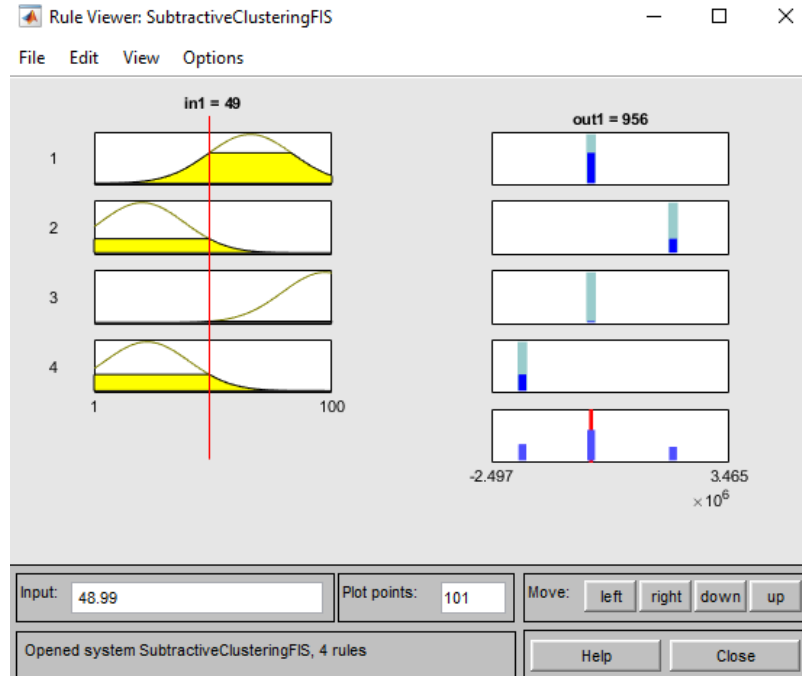 Rule Viewer: SubtractiveClusteringFIS
File Edit View Options
in1 = 49
out1 = 956
1
2
3
4
1 100
-2.497 3.465
×10^6
Input: 48.99
Plot points: 101
Move: left right down up
Opened system SubtractiveClusteringFIS, 4 rules
Help Close